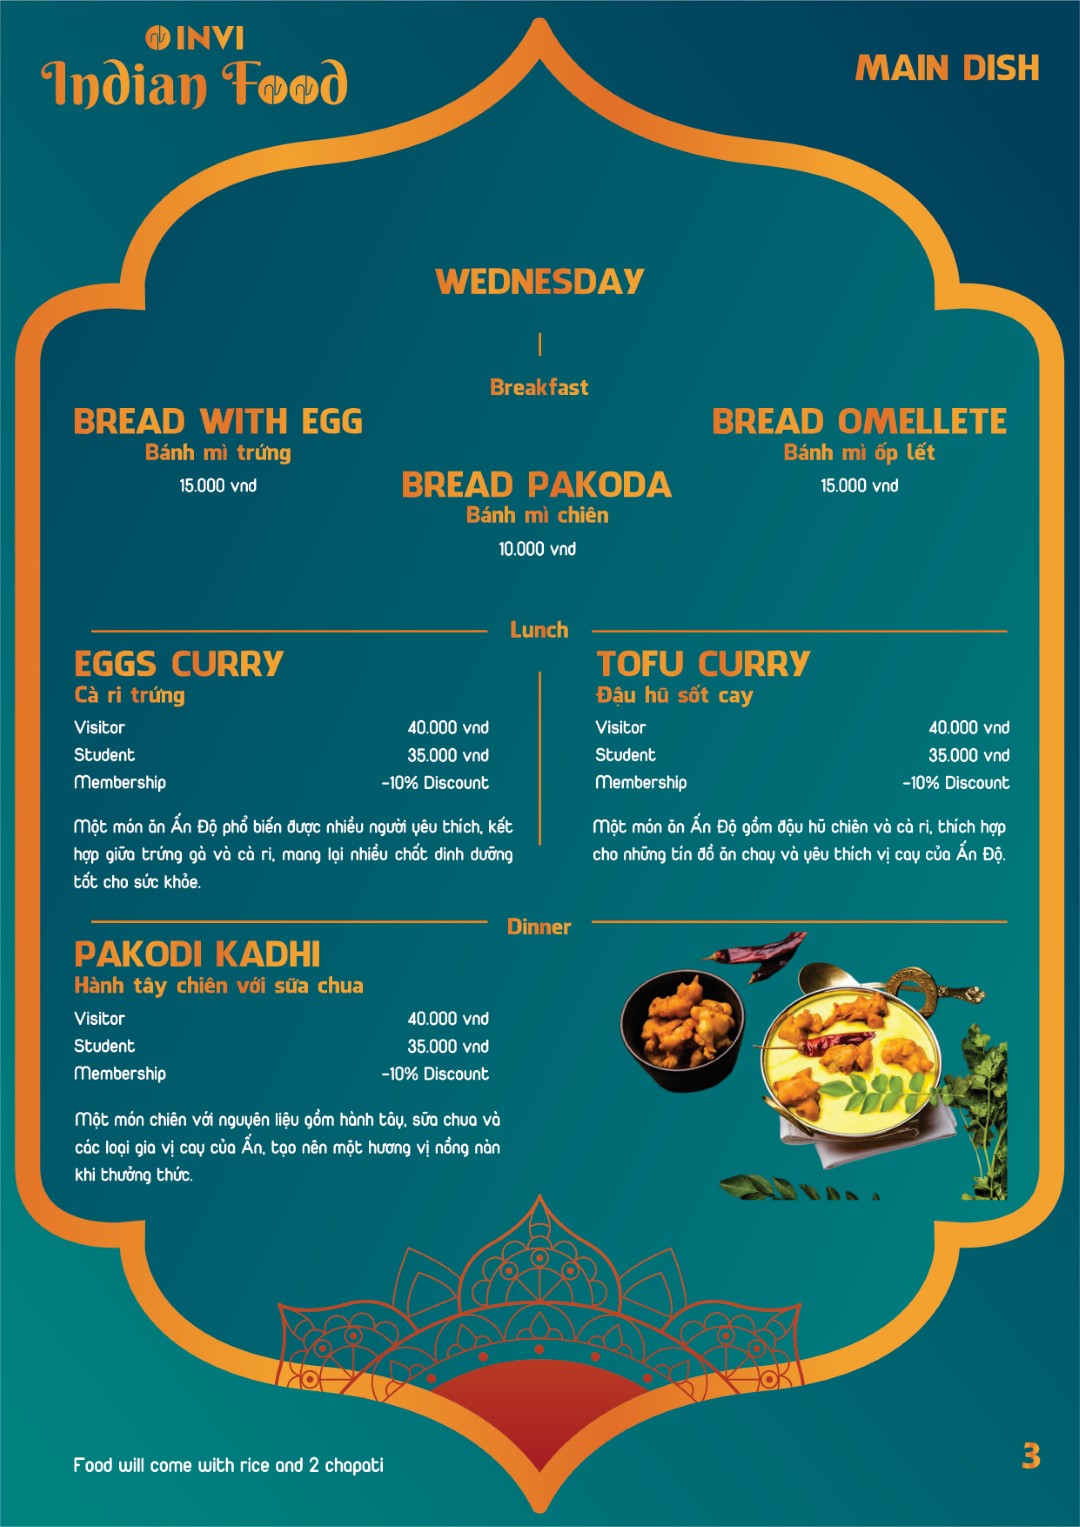 INVI
Indian Food
MAIN DISH
WEDNESDAY
Breakfast
BREAD WITH EGG
Bánh mì trứng
15.000 vnd
BREAD PAKODA
Bánh mì chiên
10.000 vnd
BREAD OMELLETE
Bánh mì ốp lết
15.000 vnd
Lunch
EGGS CURRY
Cà ri trứng
Visitor 40.000 vnd
Student 35.000 vnd
Membership -10% Discount
Một món ăn Ấn Độ phổ biến được nhiều người yêu thích, kết
hợp giữa trứng gà và cà ri, mang lại nhiều chất dinh dưỡng
tốt cho sức khỏe.
TOFU CURRY
Đậu hũ sốt cay
Visitor 40.000 vnd
Student 35.000 vnd
Membership -10% Discount
Một món ăn Ấn Độ gồm đậu hũ chiên và cà ri, thích hợp
cho những tín đồ ăn chay và yêu thích vị cay của Ấn Độ.
Dinner
PAKODI KADHI
Hành tây chiên với sữa chua
Visitor 40.000 vnd
Student 35.000 vnd
Membership -10% Discount
Một món chiên với nguyên liệu gồm hành tây, sữa chua và
các loại gia vị cay của Ấn, tạo nên một hương vị nồng nàn
khi thưởng thức.
Food will come with rice and 2 chapati
3